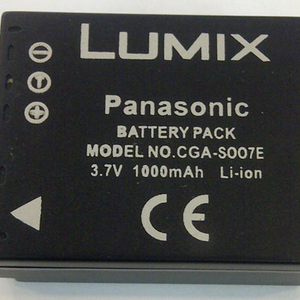 LUMIX
Panasonic
BATTERY PACK
MODEL NO.CGA-S007E
3.7V 1000mAh Li-ion
CE